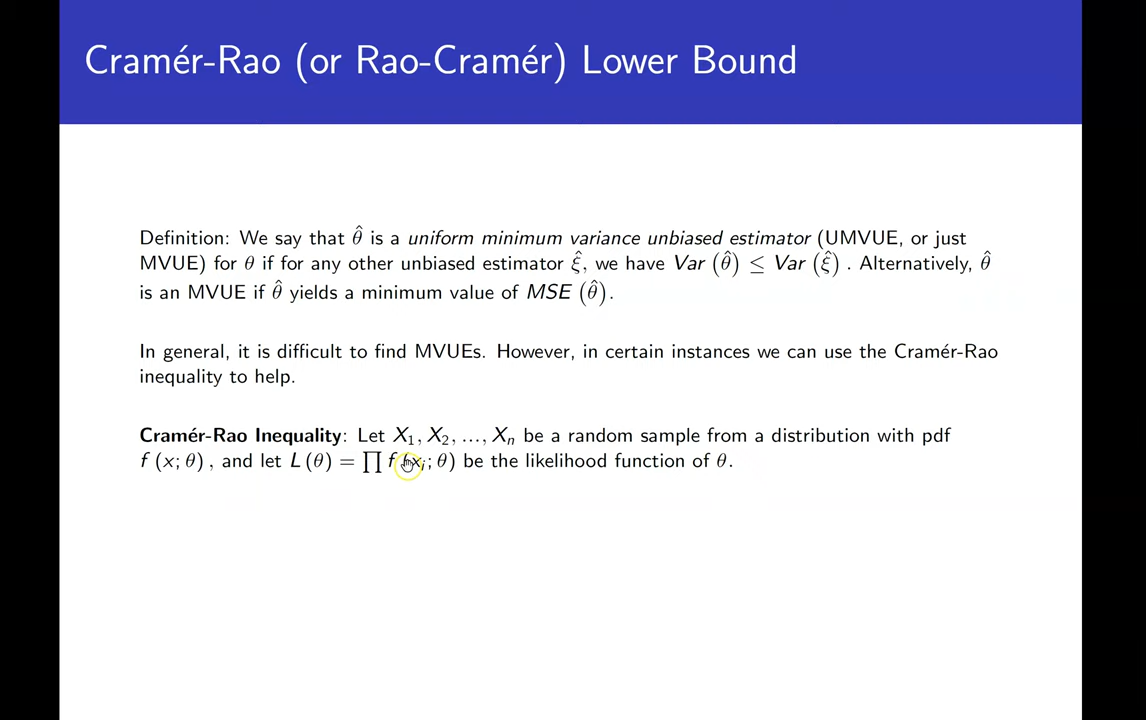 Cramér-Rao (or Rao-Cramér) Lower Bound
Definition: We say that θ̂ is a uniform minimum variance unbiased estimator (UMVUE, or just
MVUE) for θ if for any other unbiased estimator ξ̂, we have Var (θ̂) ≤ Var (ξ̂) . Alternatively, θ̂
is an MVUE if θ̂ yields a minimum value of MSE (θ̂).
In general, it is difficult to find MVUEs. However, in certain instances we can use the Cramér-Rao
inequality to help.
Cramér-Rao Inequality: Let X₁, X₂, ..., Xₙ be a random sample from a distribution with pdf
f (x; θ) , and let L (θ) = ∏ f (xᵢ; θ) be the likelihood function of θ.